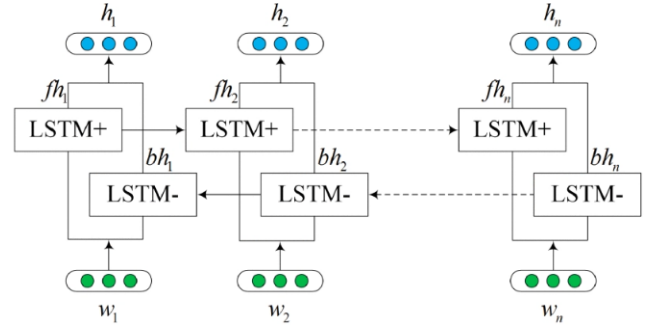 h₁ h₂ hₙ
fh₁ fh₂ fhₙ
LSTM+ LSTM+ LSTM+
bh₁ bh₂ bhₙ
LSTM- LSTM- LSTM-
w₁ w₂ wₙ